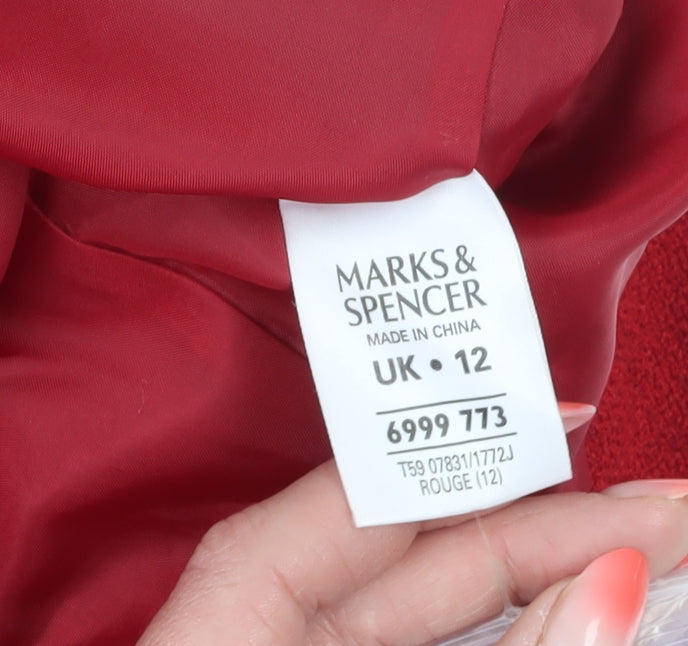 MARKS &
SPENCER
MADE IN CHINA
UK • 12
6999 773
T59 07831/1772J
ROUGE (12)